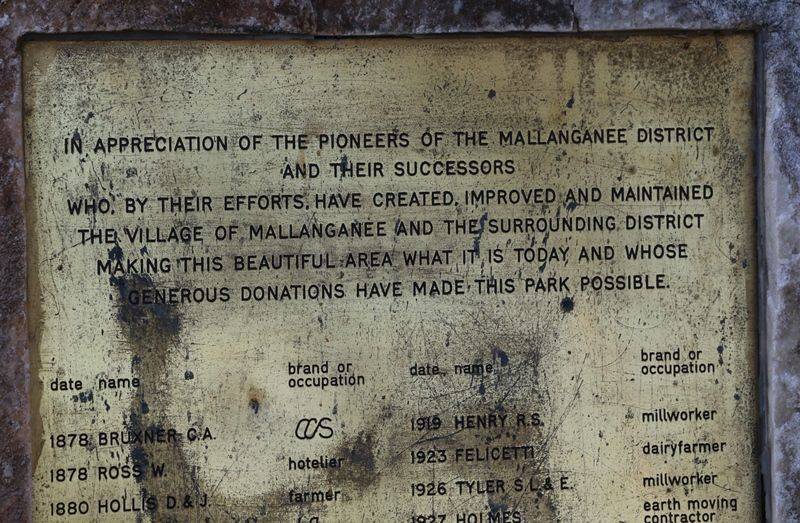 IN APPRECIATION OF THE PIONEERS OF THE MALLANGANEE DISTRICT
AND THEIR SUCCESSORS
WHO, BY THEIR EFFORTS, HAVE CREATED, IMPROVED AND MAINTAINED
THE VILLAGE OF MALLANGANEE AND THE SURROUNDING DISTRICT
MAKING THIS BEAUTIFUL AREA WHAT IT IS TODAY AND WHOSE
GENEROUS DONATIONS HAVE MADE THIS PARK POSSIBLE.
date name brand or occupation
1878 BRUXNER C.A.
1878 ROSS W. hotelier
1880 HOLLIS D.& J. farmer
date name brand or occupation
1919 HENRY R.S. millworker
1923 FELICETTI dairyfarmer
1926 TYLER S.L.& E. millworker
1927 HOLMES earth moving contractor